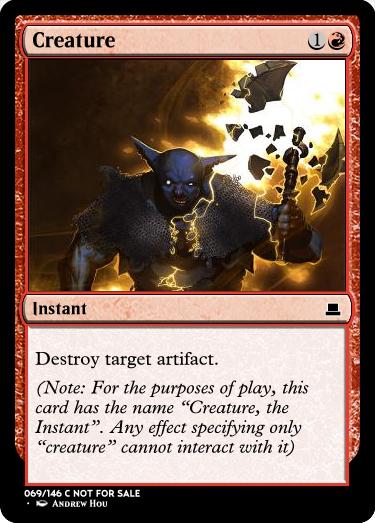 Creature 1
Instant
Destroy target artifact.
(Note: For the purposes of play, this
card has the name “Creature, the
Instant”. Any effect specifying only
“creature” cannot interact with it)
069/146 C NOT FOR SALE
· Andrew Hou